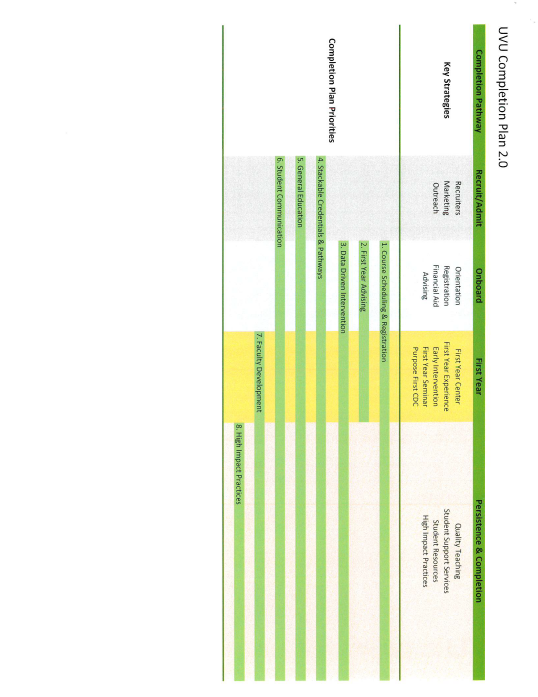 UVU Completion Plan 2.0
Completion Pathway
Recruit/Admit
Onboard
First Year
Persistence & Completion
Key Strategies
Recruiters
Marketing
Outreach
Orientation
Registration
Financial Aid
Advising
First Year Center
First Year Experience
Early Intervention
First Year Seminar
Purpose First CDC
Quality Teaching
Student Support Services
Student Resources
High Impact Practices
Completion Plan Priorities
1. Course Scheduling & Registration
2. First Year Advising
3. Data Driven Intervention
4. Stackable Credentials & Pathways
5. General Education
6. Student Communication
7. Faculty Development
8. High Impact Practices